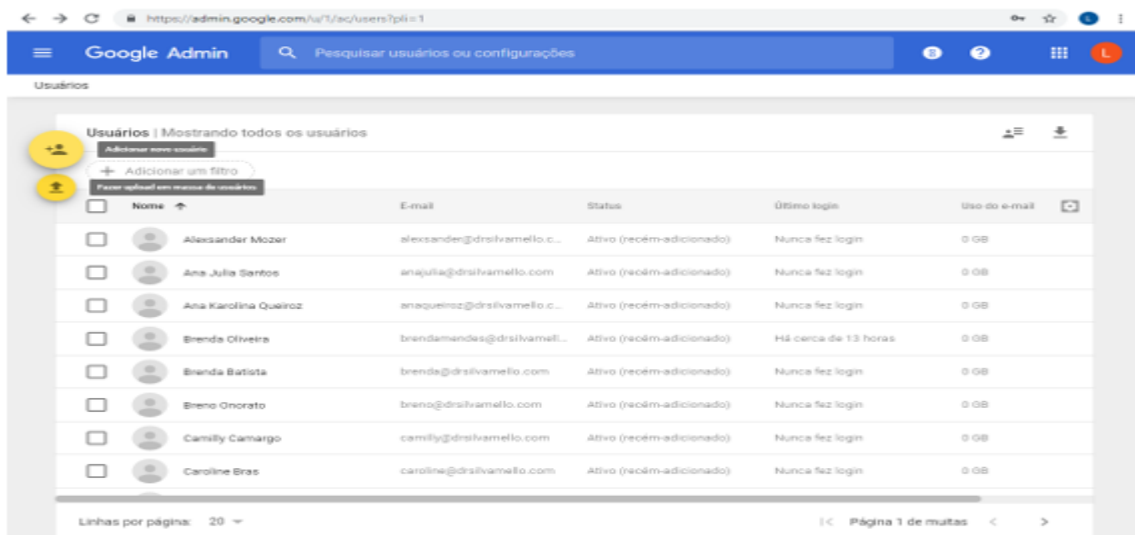 https://admin.google.com/u/1/ac/users?pli=1
Google Admin Pesquisar usuários ou configurações L
Usuários
Usuários | Mostrando todos os usuários
Adicionar novo usuário
Adicionar um filtro
Fazer upload em massa de usuários
Nome E-mail Status Último login Uso do e-mail
Alexsander Mozer alexsander@drsilvamello.c... Ativo (recém-adicionado) Nunca fez login 0 GB
Ana Julia Santos anajulia@drsilvamello.com Ativo (recém-adicionado) Nunca fez login 0 GB
Ana Karolina Queiroz anaqueiroz@drsilvamello.c... Ativo (recém-adicionado) Nunca fez login 0 GB
Brenda Oliveira brendamendes@drsilvamell... Ativo (recém-adicionado) Há cerca de 13 horas 0 GB
Brenda Batista brenda@drsilvamello.com Ativo (recém-adicionado) Nunca fez login 0 GB
Breno Onorato breno@drsilvamello.com Ativo (recém-adicionado) Nunca fez login 0 GB
Camilly Camargo camilly@drsilvamello.com Ativo (recém-adicionado) Nunca fez login 0 GB
Caroline Bras caroline@drsilvamello.com Ativo (recém-adicionado) Nunca fez login 0 GB
Linhas por página: 20 Página 1 de muitas